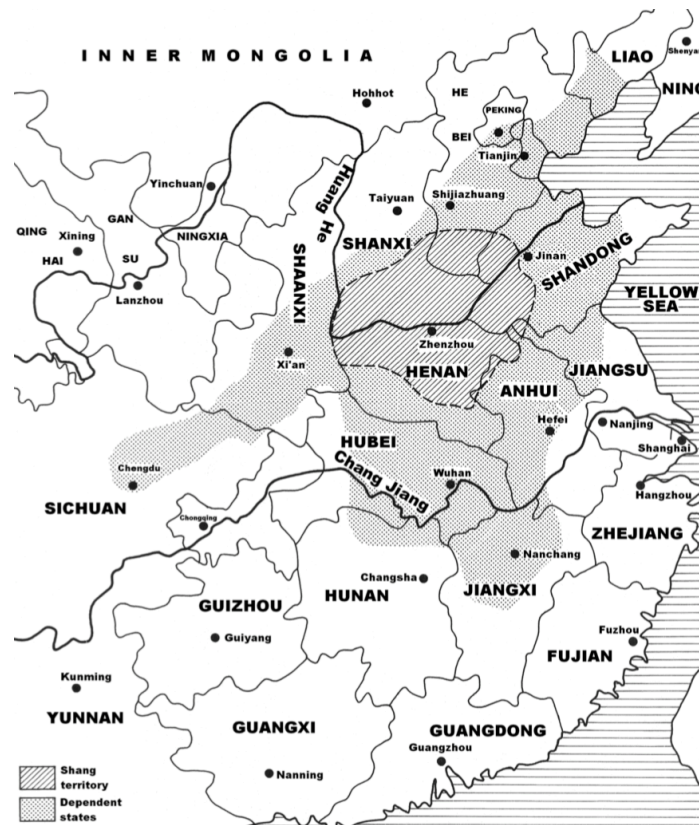 INNER MONGOLIA
LIAO
Shenya
NING
HE
Hohhot
PEKING
BEI
Tianjin
Yinchuan
Huang He
Taiyuan
Shijiazhuang
QING
Xining
GAN
NINGXIA
HAI
SU
SHANXI
SHAANXI
Jinan
SHANDONG
Lanzhou
YELLOW
SEA
Zhenzhou
Xi'an
HENAN
JIANGSU
ANHUI
Hefei
Nanjing
HUBEI
Shanghai
Chengdu
Chang Jiang
Wuhan
Hangzhou
SICHUAN
Chongqing
ZHEJIANG
Nanchang
Changsha
HUNAN
JIANGXI
GUIZHOU
Guiyang
Fuzhou
FUJIAN
Kunming
YUNNAN
GUANGXI
GUANGDONG
Guangzhou
Nanning
Shang
territory
Dependent
states